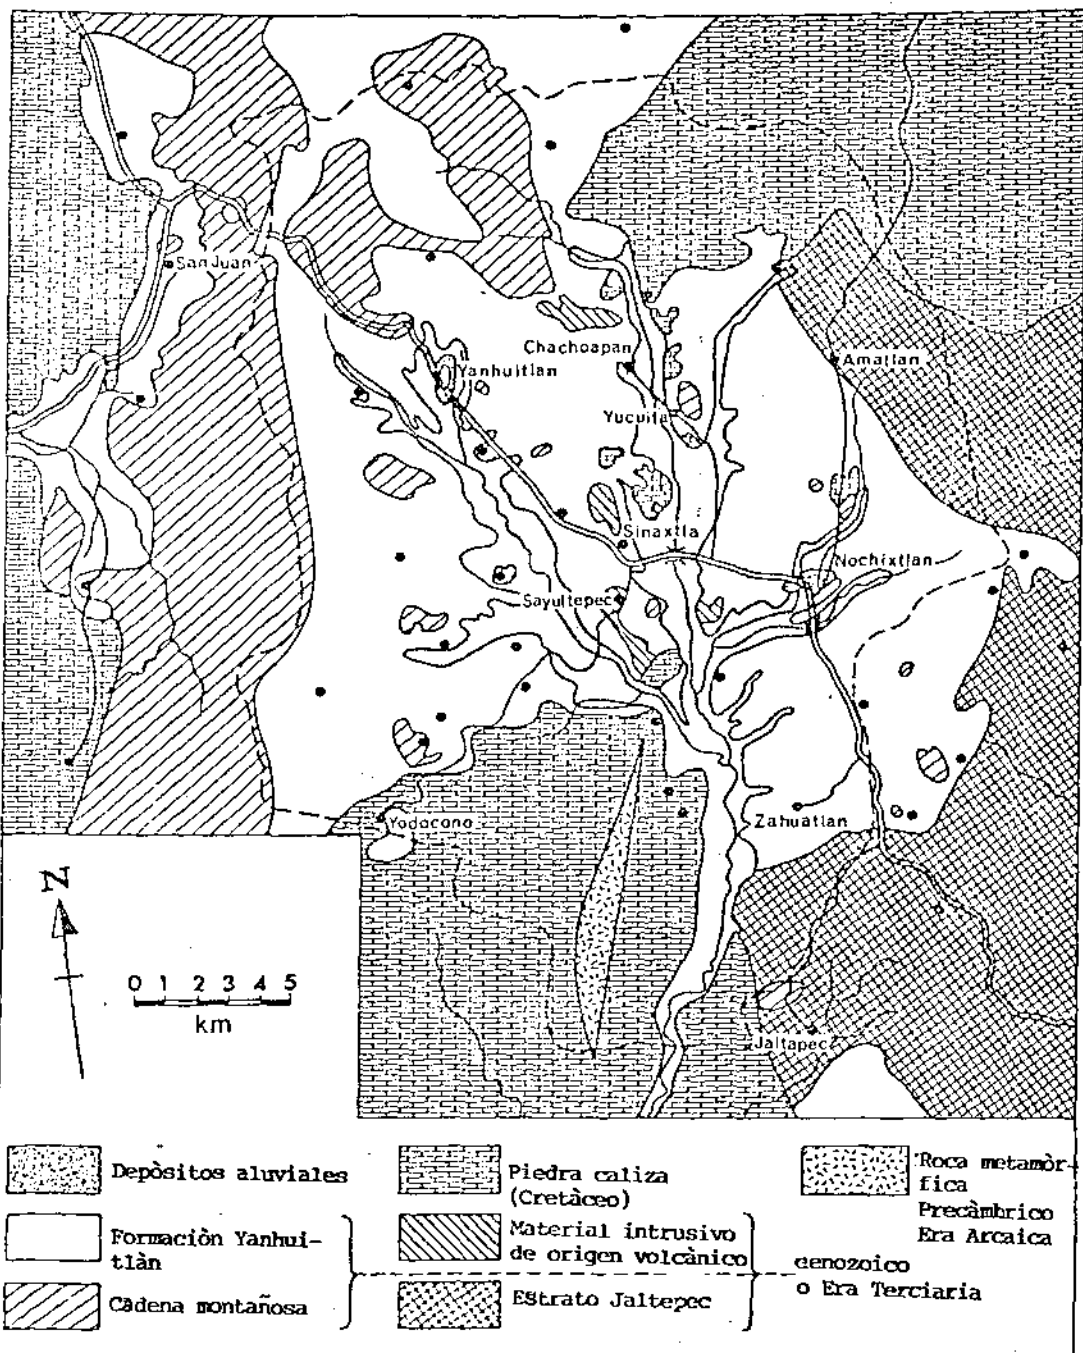 San Juan
Chachoapan
Yanhuitlan
Amatlan
Yucuita
Sinaxtla
Nochixtlan
Sayultepec
Yodocono
Zahuatlan
N
0 1 2 3 4 5
km
Jaltapec
Depòsitos aluviales
Piedra caliza
(Cretàceo)
Roca metamòr-
fica
Precàmbrico
Era Arcaica
Formaciòn Yanhui-
tlàn
Material intrusivo
de origen volcànico
cenozoico
o Era Terciaria
Càdena montañosa
Estrato Jaltepec